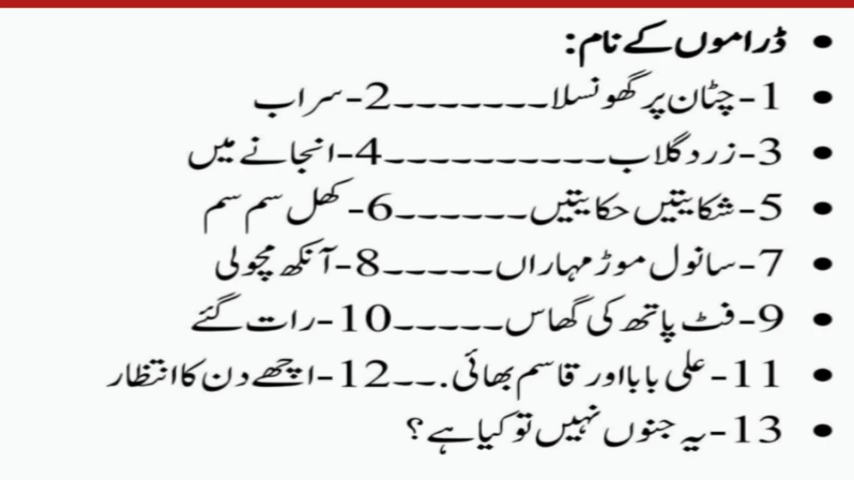 • ڈراموں کے نام:
• 1-چٹان پر گھونسلا-------2-سراب
• 3-زرد گلاب----------4-انجانے میں
• 5-شکایتیں حکایتیں------6-کھل سم سم
• 7-سانول موڑ مہاراں-----8-آنکھ مچولی
• 9-فٹ پاتھ کی گھاس-----10-رات گئے
• 11-علی بابا اور قاسم بھائی.--12-اچھے دن کا انتظار
• 13-یہ جنوں نہیں تو کیا ہے؟